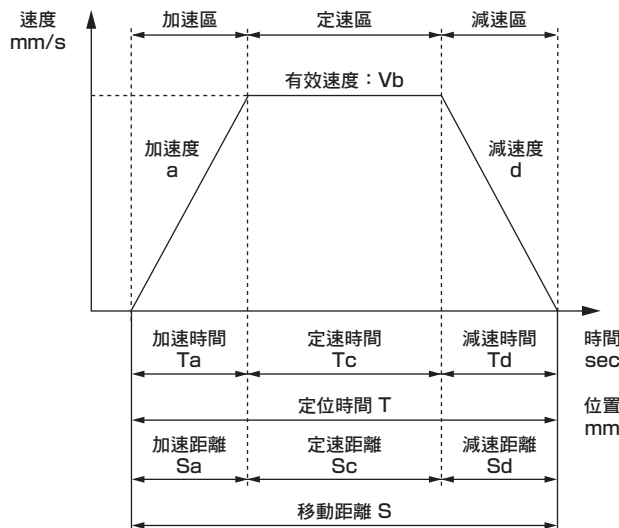 速度
mm/s
加速區
定速區
減速區
有效速度：Vb
加速度
a
減速度
d
加速時間
Ta
定速時間
Tc
減速時間
Td
時間
sec
定位時間 T
位置
mm
加速距離
Sa
定速距離
Sc
減速距離
Sd
移動距離 S